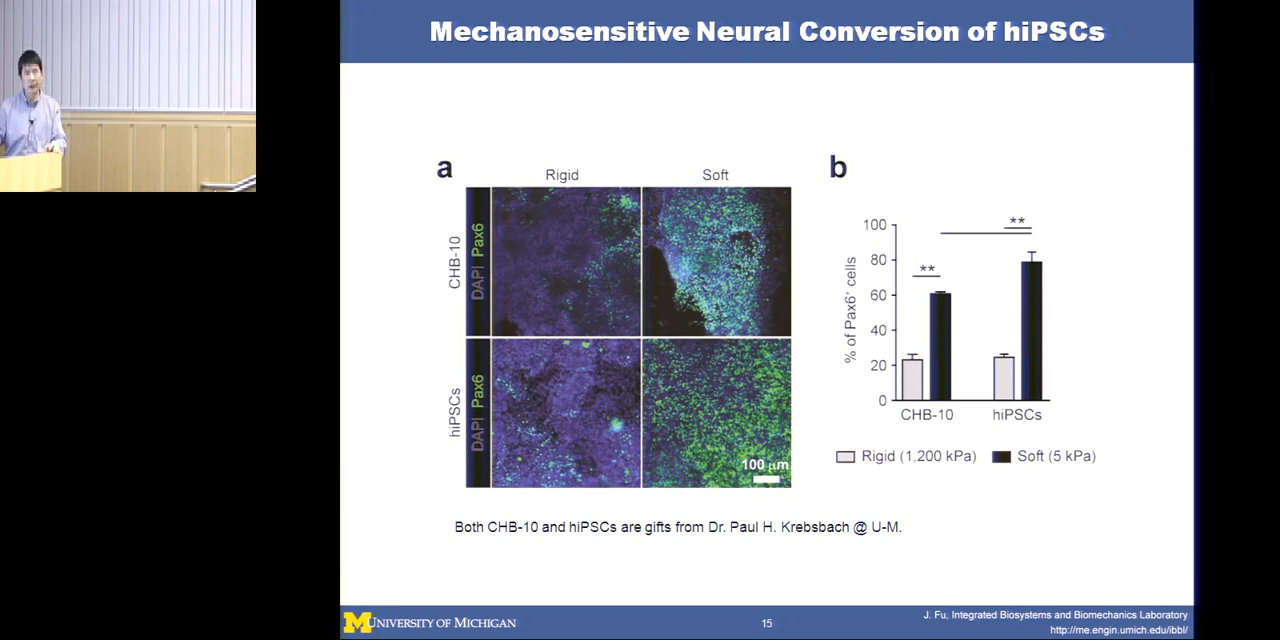 Mechanosensitive Neural Conversion of hiPSCs
a
Rigid
Soft
CHB-10
DAPI Pax6
hiPSCs
DAPI Pax6
100 μm
b
% of Pax6+ cells
100
80
60
40
20
0
**
**
CHB-10
hiPSCs
Rigid (1,200 kPa)
Soft (5 kPa)
Both CHB-10 and hiPSCs are gifts from Dr. Paul H. Krebsbach @ U-M.
M UNIVERSITY OF MICHIGAN
15
J. Fu, Integrated Biosystems and Biomechanics Laboratory
http://me.engin.umich.edu/ibbl/